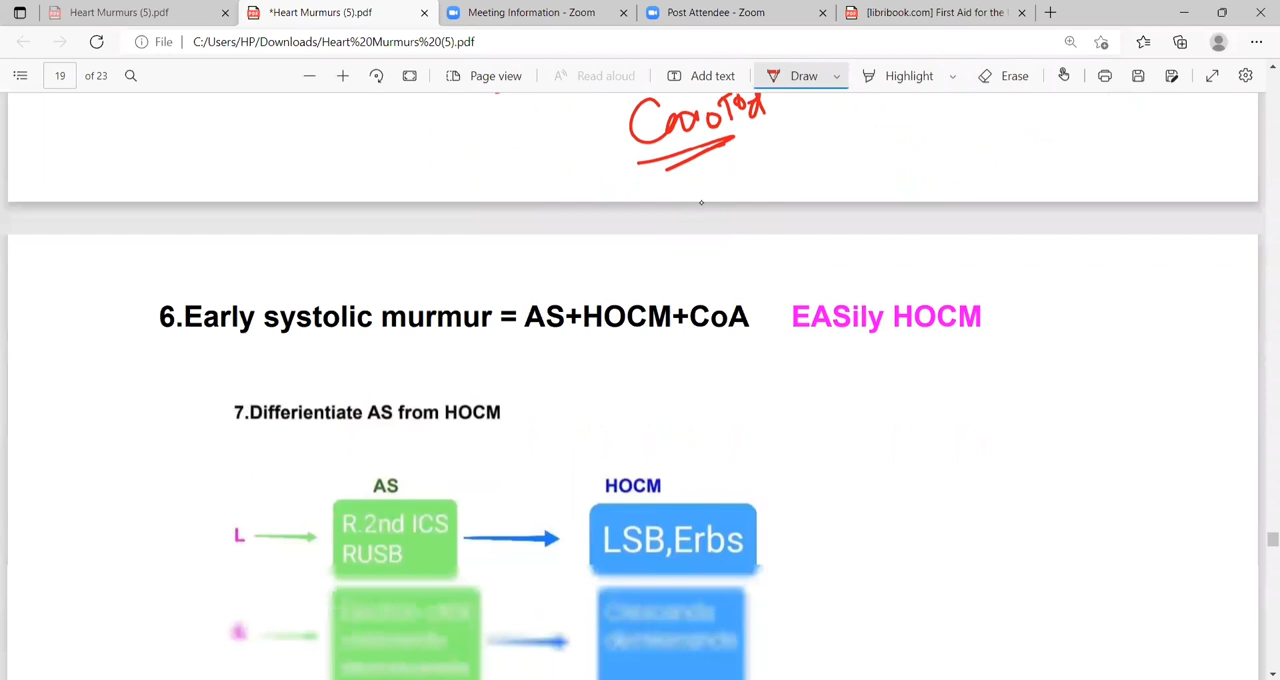 Heart Murmurs (5).pdf
*Heart Murmurs (5).pdf
Meeting Information - Zoom
Post Attendee - Zoom
[libribook.com] First Aid for the
File
C:/Users/HP/Downloads/Heart%20Murmurs%20(5).pdf
19 of 23
Page view
Read aloud
Add text
Draw
Highlight
Erase
6.Early systolic murmur = AS+HOCM+CoA EASily HOCM
7.Differientiate AS from HOCM
AS
HOCM
L
R.2nd ICS
RUSB
LSB,Erbs
Crescendo